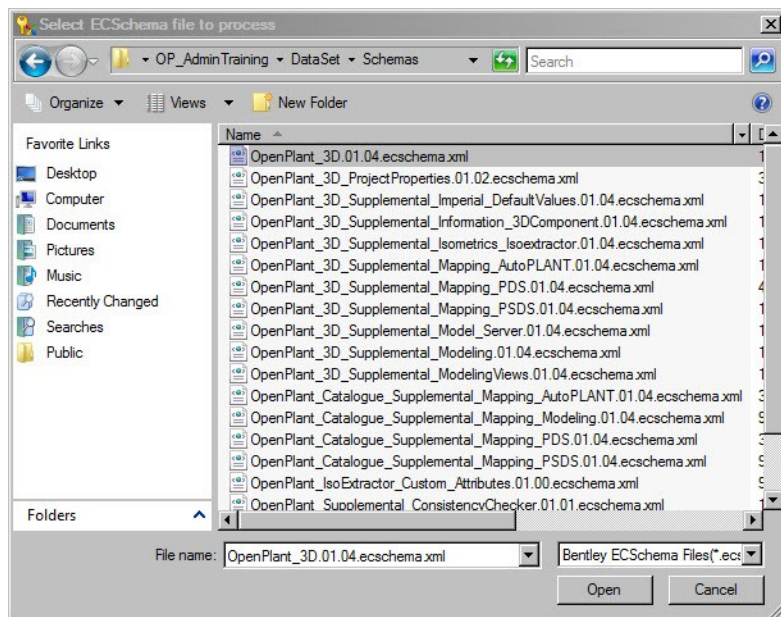 Select ECSchema file to process
OP_AdminTraining DataSet Schemas Search
Organize Views New Folder
Favorite Links
Desktop
Computer
Documents
Pictures
Music
Recently Changed
Searches
Public
Folders
Name
OpenPlant_3D.01.04.ecschema.xml
OpenPlant_3D_ProjectProperties.01.02.ecschema.xml
OpenPlant_3D_Supplemental_Imperial_DefaultValues.01.04.ecschema.xml
OpenPlant_3D_Supplemental_Information_3DComponent.01.04.ecschema.xml
OpenPlant_3D_Supplemental_Isometrics_Isoextractor.01.04.ecschema.xml
OpenPlant_3D_Supplemental_Mapping_AutoPLANT.01.04.ecschema.xml
OpenPlant_3D_Supplemental_Mapping_PDS.01.04.ecschema.xml
OpenPlant_3D_Supplemental_Mapping_PSDS.01.04.ecschema.xml
OpenPlant_3D_Supplemental_Model_Server.01.04.ecschema.xml
OpenPlant_3D_Supplemental_Modeling.01.04.ecschema.xml
OpenPlant_3D_Supplemental_ModelingViews.01.04.ecschema.xml
OpenPlant_Catalogue_Supplemental_Mapping_AutoPLANT.01.04.ecschema.xml
OpenPlant_Catalogue_Supplemental_Mapping_Modeling.01.04.ecschema.xml
OpenPlant_Catalogue_Supplemental_Mapping_PDS.01.04.ecschema.xml
OpenPlant_Catalogue_Supplemental_Mapping_PSDS.01.04.ecschema.xml
OpenPlant_IsoExtractor_Custom_Attributes.01.00.ecschema.xml
OpenPlant_Supplemental_ConsistencyChecker.01.01.ecschema.xml
File name: OpenPlant_3D.01.04.ecschema.xml Bentley ECSchema Files(*.ecs
Open Cancel